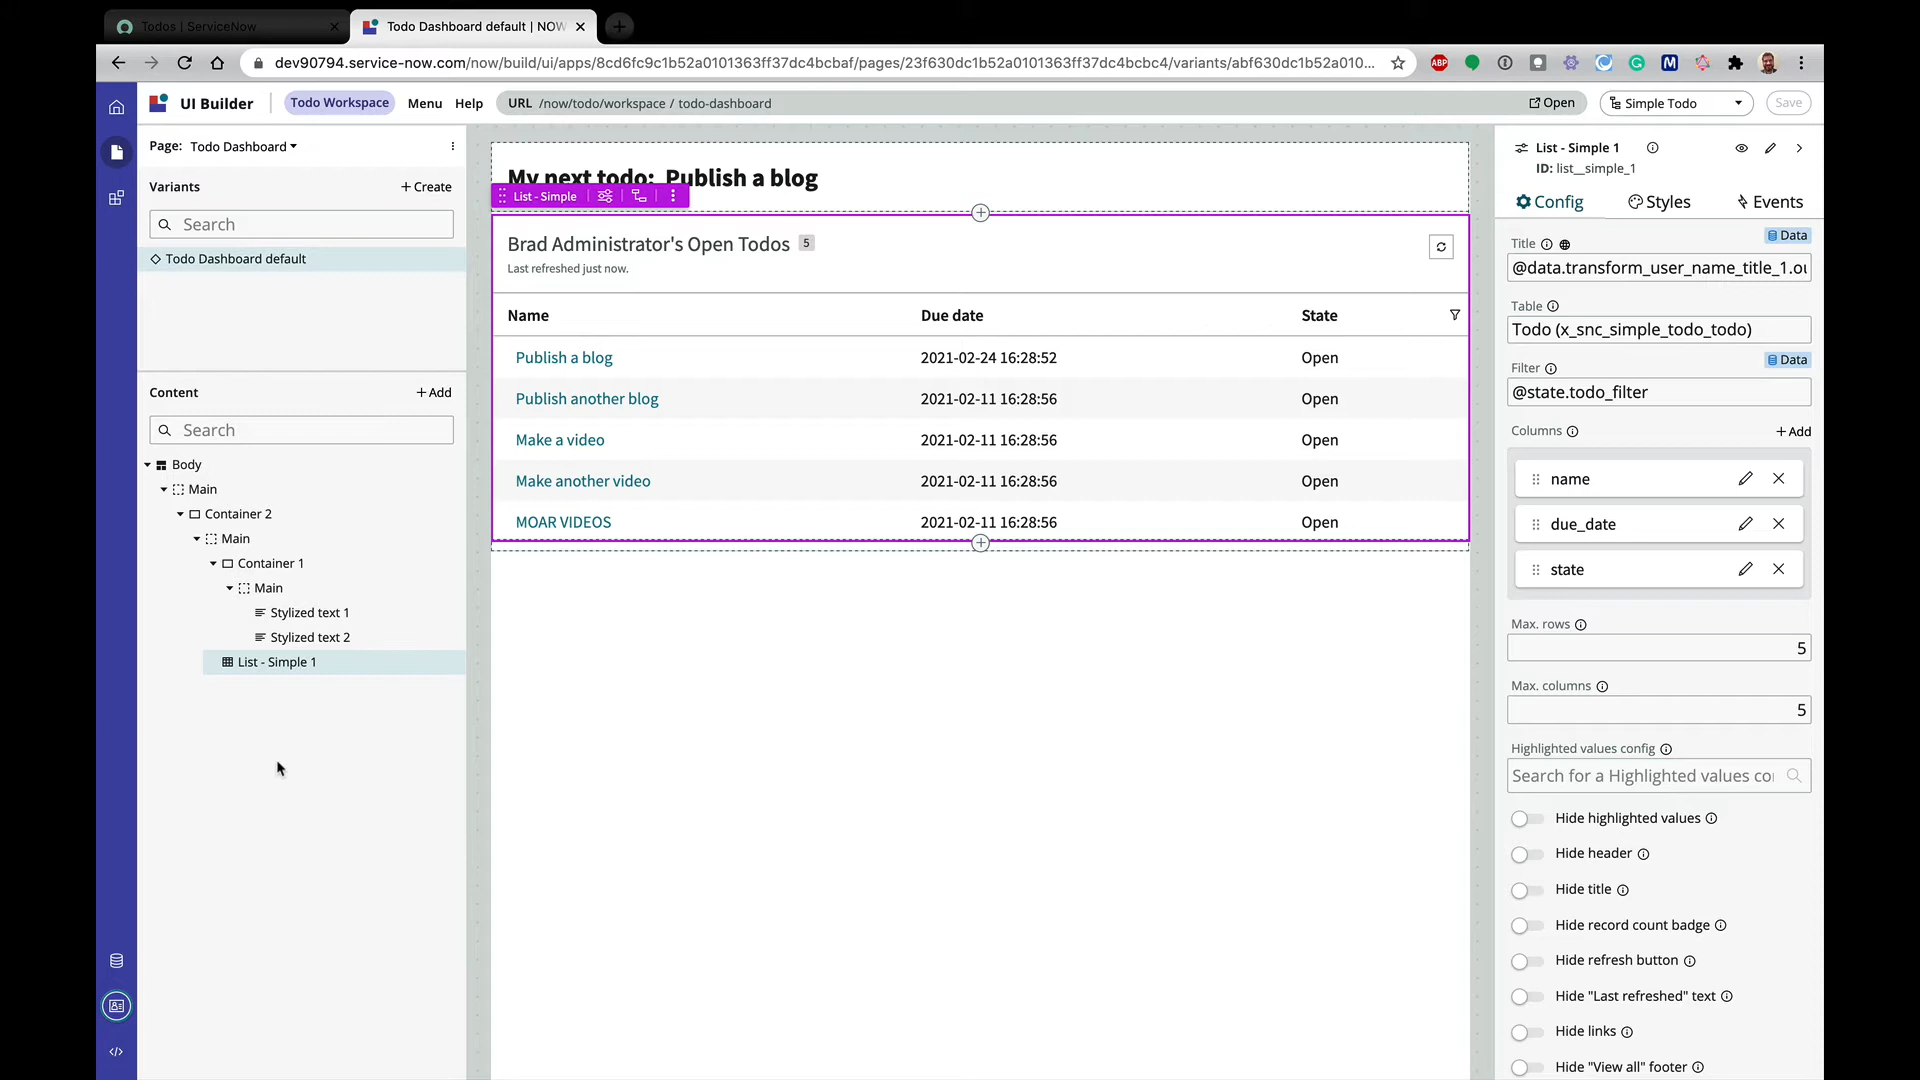 Todos | ServiceNow
Todo Dashboard default | NOW
dev90794.service-now.com/now/build/ui/apps/8cd6fc9c1b52a0101363ff37dc4bcbaf/pages/23f630dc1b52a0101363ff37dc4bcbc4/variants/abf630dc1b52a010...
ABP
UI Builder
Todo Workspace
Menu
Help
URL /now/todo/workspace / todo-dashboard
Open
Simple Todo
Save
Page: Todo Dashboard
Variants
+ Create
Search
Todo Dashboard default
Content
+ Add
Search
Body
Main
Container 2
Main
Container 1
Main
Stylized text 1
Stylized text 2
List - Simple 1
My next todo: Publish a blog
List - Simple
Brad Administrator's Open Todos 5
Last refreshed just now.
Name Due date State
Publish a blog 2021-02-24 16:28:52 Open
Publish another blog 2021-02-11 16:28:56 Open
Make a video 2021-02-11 16:28:56 Open
Make another video 2021-02-11 16:28:56 Open
MOAR VIDEOS 2021-02-11 16:28:56 Open
List - Simple 1
ID: list__simple_1
Config Styles Events
Title
Data
@data.transform_user_name_title_1.ou
Table
Todo (x_snc_simple_todo_todo)
Data
Filter
@state.todo_filter
Columns
+ Add
name
due_date
state
Max. rows
5
Max. columns
5
Highlighted values config
Search for a Highlighted values co
Hide highlighted values
Hide header
Hide title
Hide record count badge
Hide refresh button
Hide "Last refreshed" text
Hide links
Hide "View all" footer